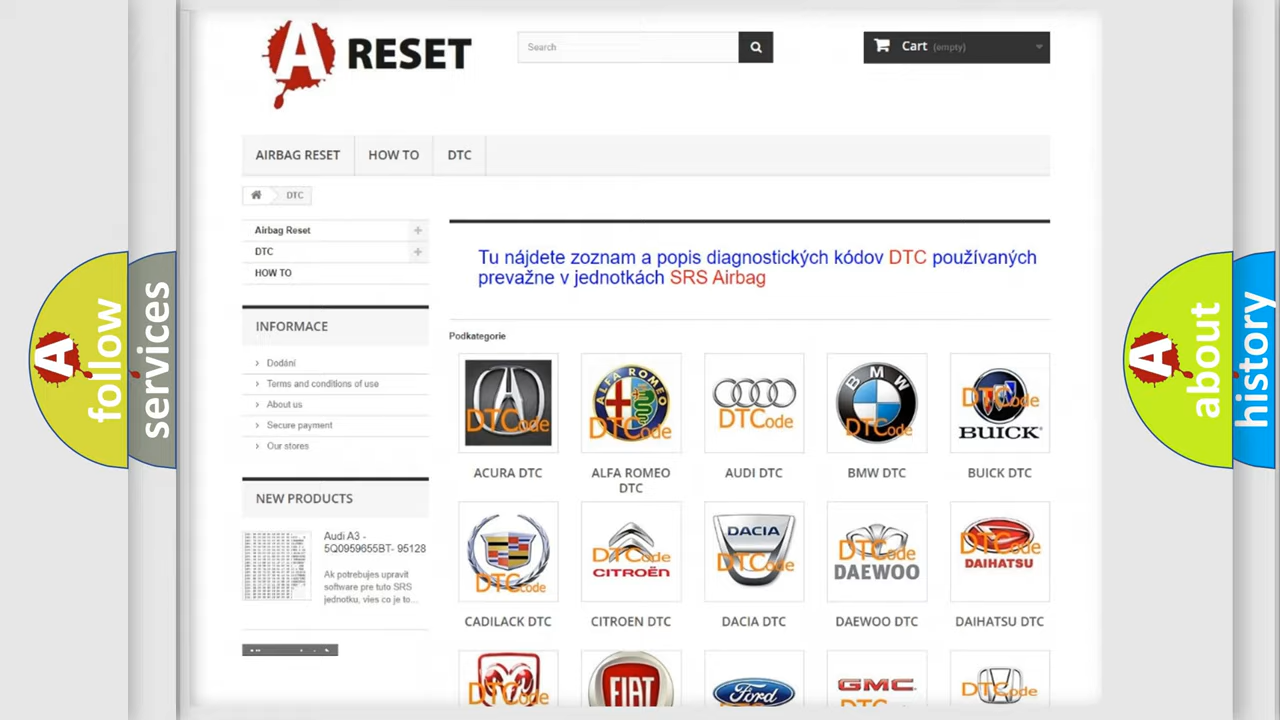 A RESET
Search
Cart (empty)
AIRBAG RESET
HOW TO
DTC
DTC
Airbag Reset
DTC
HOW TO
INFORMACE
Dodání
Terms and conditions of use
About us
Secure payment
Our stores
NEW PRODUCTS
Audi A3 -
5Q0959655BT- 95128
Ak potrebujes upravit
software pre tuto SRS
jednotku, vies co je to...
Tu nájdete zoznam a popis diagnostických kódov DTC používaných
prevažne v jednotkách SRS Airbag
Podkategorie
DTCode
ALFA ROMEO
DTCode
DTCode
BMW
DTCode
DTCode
BUICK
ACURA DTC
ALFA ROMEO
DTC
AUDI DTC
BMW DTC
BUICK DTC
DTCode
DTCode
CITROËN
DACIA
DTCode
DTCode
DAEWOO
DTCode
DAIHATSU
CADILACK DTC
CITROEN DTC
DACIA DTC
DAEWOO DTC
DAIHATSU DTC
DTCode
FIAT
Ford
DTCode
GMC
DTCode
A follow
services
A about
history